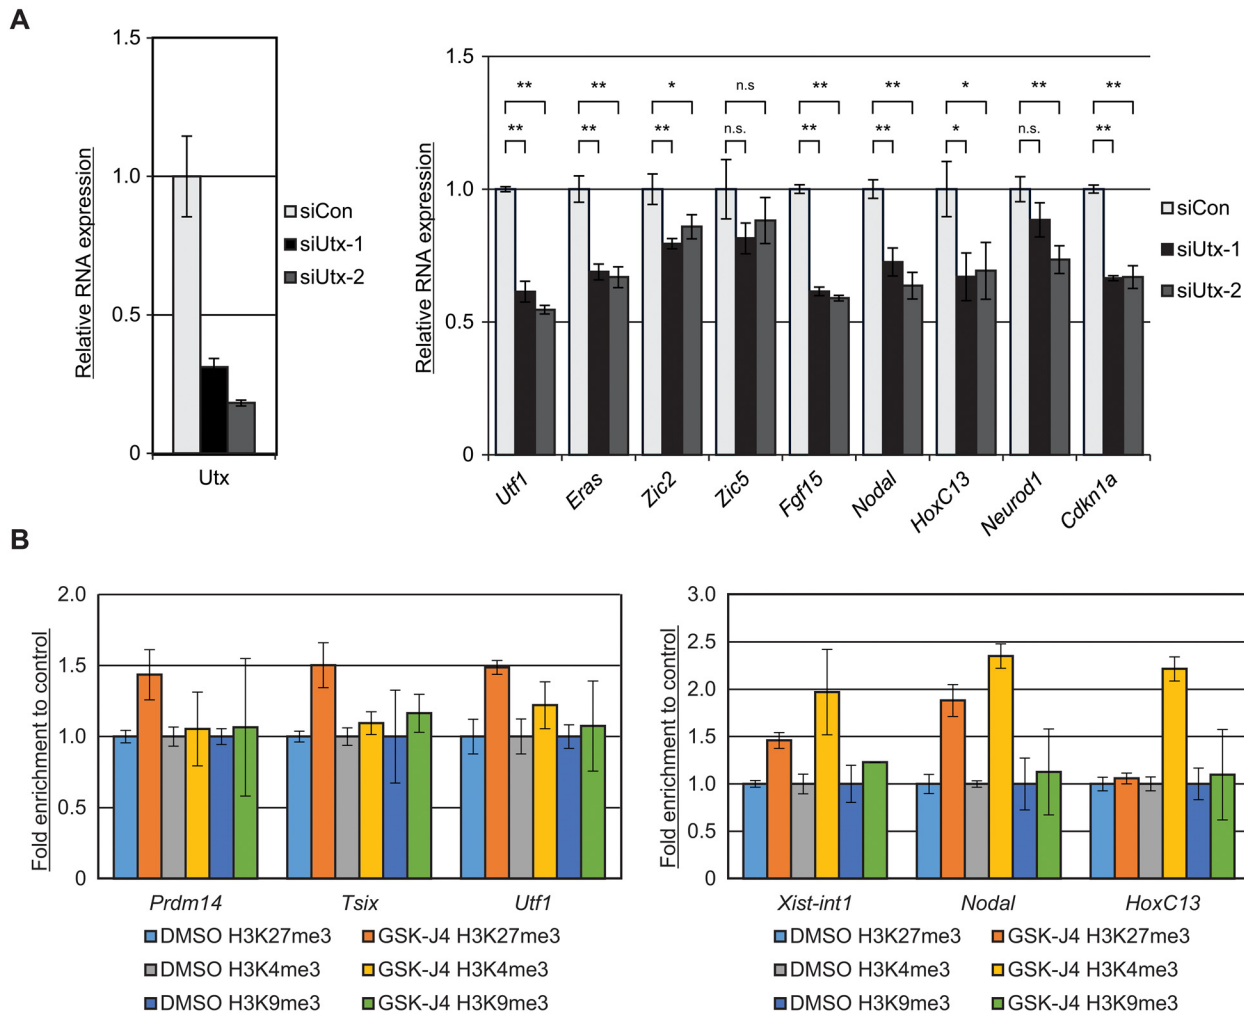 A
1.5
1.0
0.5
0
Relative RNA expression
Utx
siCon
siUtx-1
siUtx-2
1.5
1.0
0.5
0
Relative RNA expression
** ** * n.s ** ** * ** **
** ** ** n.s. ** ** * n.s. **
Utf1 Eras Zic2 Zic5 Fgf15 Nodal HoxC13 Neurod1 Cdkn1a
siCon
siUtx-1
siUtx-2
B
2.0
1.5
1.0
0.5
0
Fold enrichment to control
Prdm14 Tsix Utf1
DMSO H3K27me3 GSK-J4 H3K27me3
DMSO H3K4me3 GSK-J4 H3K4me3
DMSO H3K9me3 GSK-J4 H3K9me3
3.0
2.5
2.0
1.5
1.0
0.5
0
Fold enrichment to control
Xist-int1 Nodal HoxC13
DMSO H3K27me3 GSK-J4 H3K27me3
DMSO H3K4me3 GSK-J4 H3K4me3
DMSO H3K9me3 GSK-J4 H3K9me3